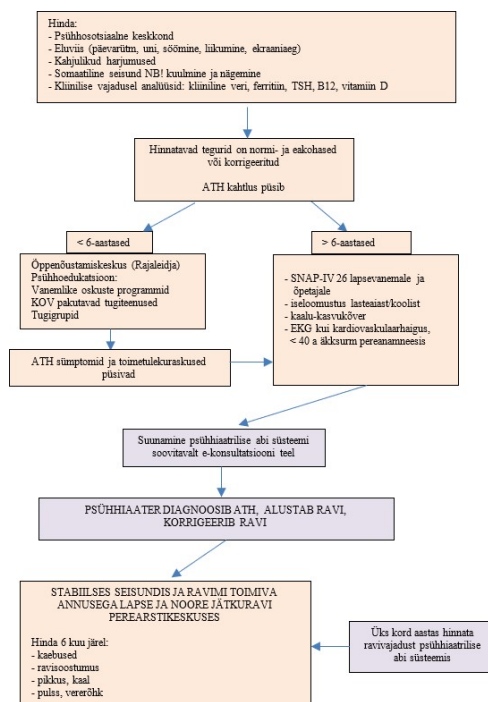 Hinda:
- Psühhosotsiaalne keskkond
- Eluviis (päevarütm, uni, söömine, liikumine, ekraaniaeg)
- Kahjulikud harjumused
- Somaatiline seisund NB! kuulmine ja nägemine
- Kliinilise vajadusel analüüsid: kliiniline veri, ferritiin, TSH, B12, vitamiin D
Hinnatavad tegurid on normi- ja eakohased
või korrigeeritud
ATH kahtlus püsib
< 6-aastased
Õppenõustamiskeskus (Rajaleidja)
Psühhoedukatsioon:
Vanemlike oskuste programmid
KOV pakutavad tugiteenused
Tugigrupid
ATH sümptomid ja toimetulekuraskused
püsivad
> 6-aastased
- SNAP-IV 26 lapsevanemale ja
õpetajale
- iseloomustus lasteaiast/koolist
- kaalu-kasvukõver
- EKG kui kardiovaskulaarhaigus,
< 40 a äkksurm pereanamneesis
Suunamine psühhiaatrilise abi süsteemi
soovitavalt e-konsultatsiooni teel
PSÜHHIAATER DIAGNOOSIB ATH, ALUSTAB RAVI,
KORRIGEERIB RAVI
STABIILSES SEISUNDIS JA RAVIMI TOIMIVA
ANNUSEGA LAPSE JA NOORE JÄTKURAVI
PEREARSTIKESKUSES
Hinda 6 kuu järel:
- kaebused
- ravisoostumus
- pikkus, kaal
- pulss, vererõhk
Üks kord aastas hinnata
ravivajadust psühhiaatrilise
abi süsteemis